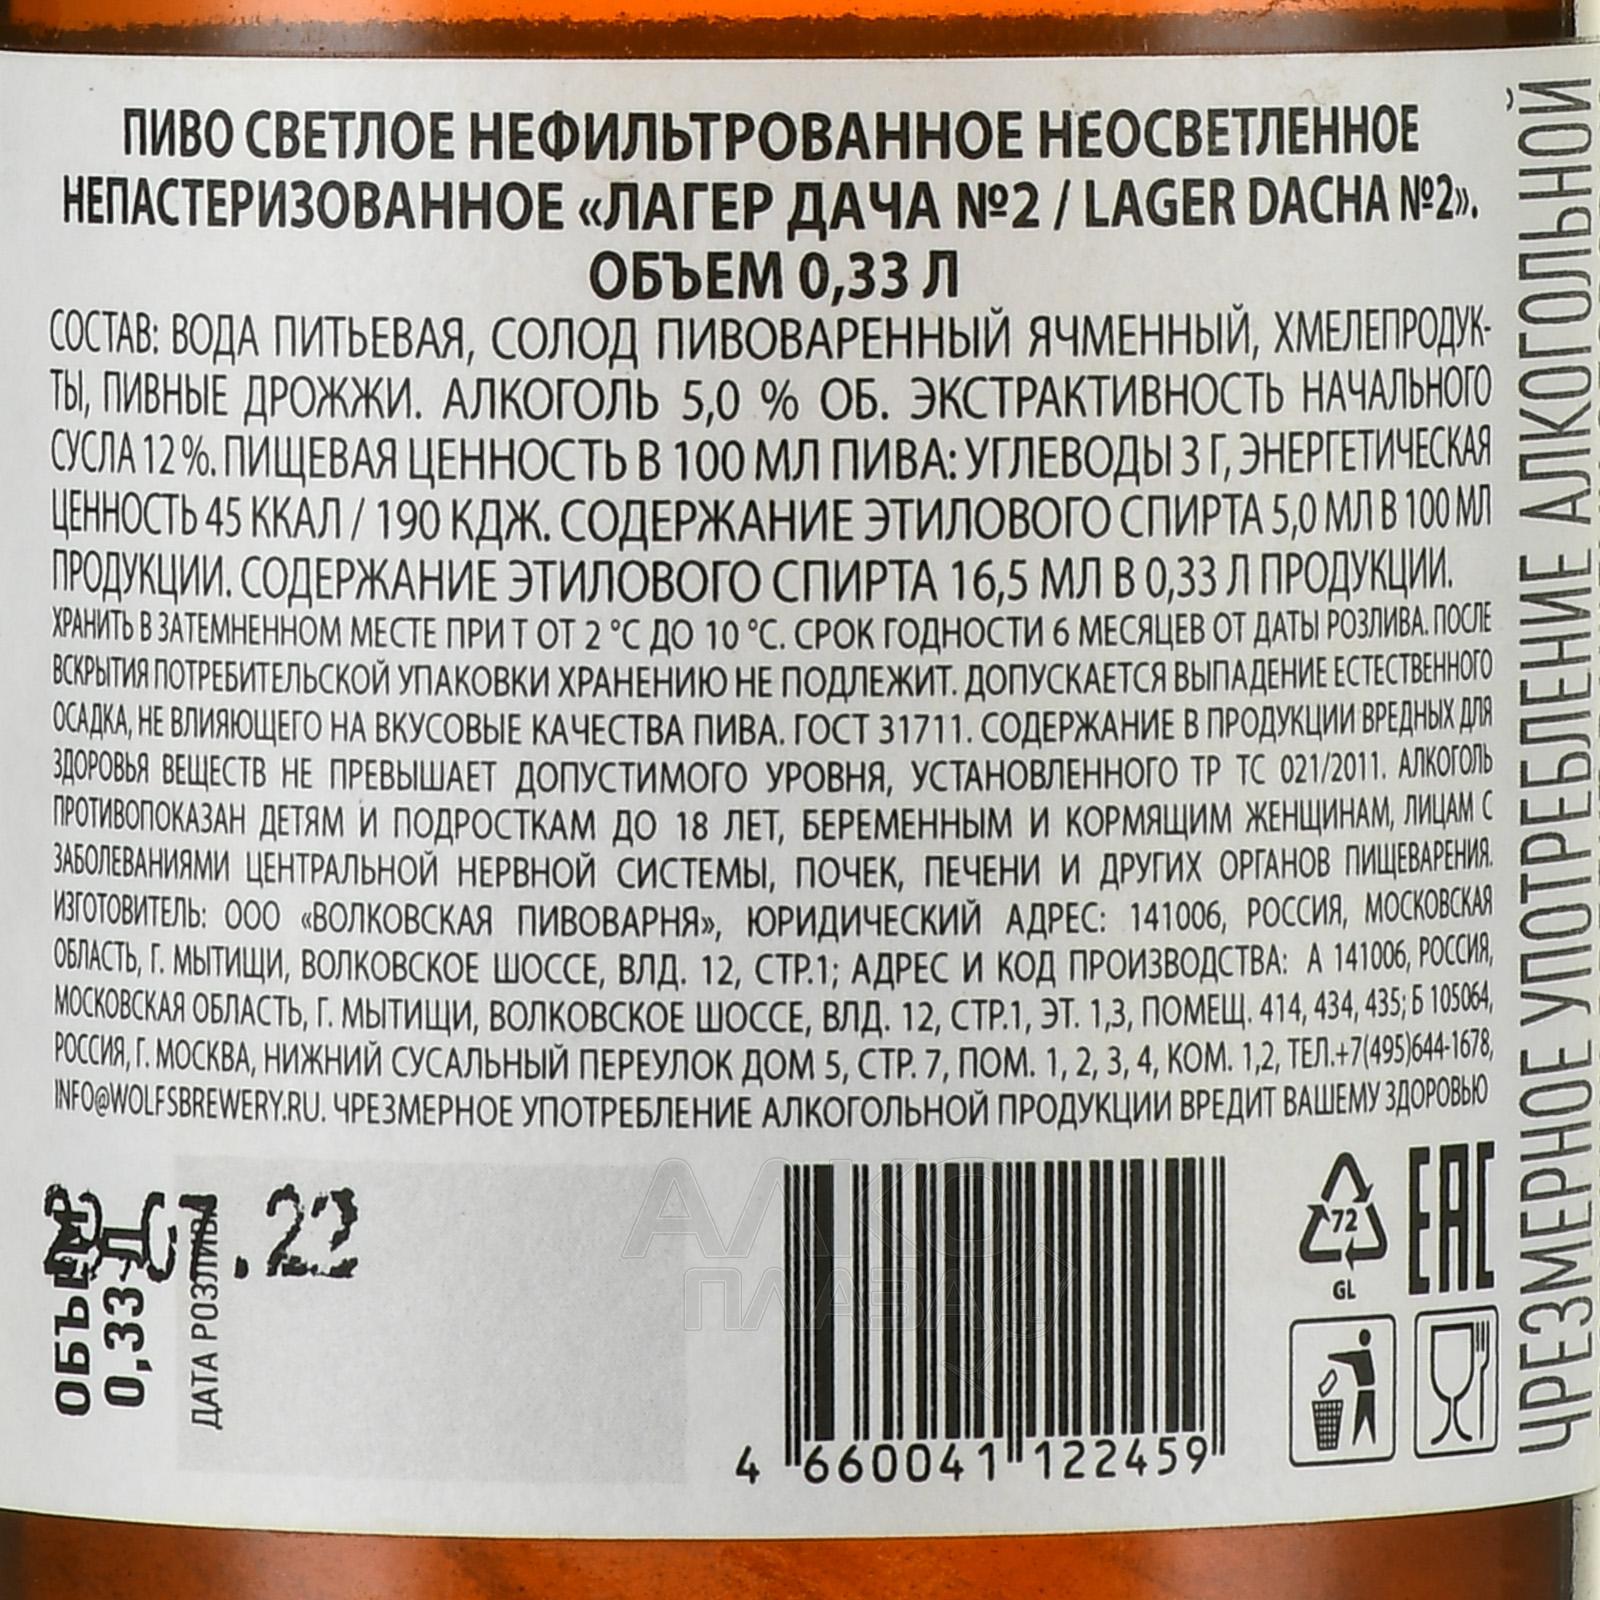 ПИВО СВЕТЛОЕ НЕФИЛЬТРОВАННОЕ НЕОСВЕТЛЕННОЕ
НЕПАСТЕРИЗОВАННОЕ «ЛАГЕР ДАЧА №2 / LAGER DACHA №2».
ОБЪЕМ 0,33 Л
СОСТАВ: ВОДА ПИТЬЕВАЯ, СОЛОД ПИВОВАРЕННЫЙ ЯЧМЕННЫЙ, ХМЕЛЕПРОДУК-
ТЫ, ПИВНЫЕ ДРОЖЖИ. АЛКОГОЛЬ 5,0 % ОБ. ЭКСТРАКТИВНОСТЬ НАЧАЛЬНОГО
СУСЛА 12 %. ПИЩЕВАЯ ЦЕННОСТЬ В 100 МЛ ПИВА: УГЛЕВОДЫ 3 Г, ЭНЕРГЕТИЧЕСКАЯ
ЦЕННОСТЬ 45 ККАЛ / 190 КДЖ. СОДЕРЖАНИЕ ЭТИЛОВОГО СПИРТА 5,0 МЛ В 100 МЛ
ПРОДУКЦИИ. СОДЕРЖАНИЕ ЭТИЛОВОГО СПИРТА 16,5 МЛ В 0,33 Л ПРОДУКЦИИ.
ХРАНИТЬ В ЗАТЕМНЕННОМ МЕСТЕ ПРИ Т ОТ 2 °С ДО 10 °С. СРОК ГОДНОСТИ 6 МЕСЯЦЕВ ОТ ДАТЫ РОЗЛИВА. ПОСЛЕ
ВСКРЫТИЯ ПОТРЕБИТЕЛЬСКОЙ УПАКОВКИ ХРАНЕНИЮ НЕ ПОДЛЕЖИТ. ДОПУСКАЕТСЯ ВЫПАДЕНИЕ ЕСТЕСТВЕННОГО
ОСАДКА, НЕ ВЛИЯЮЩЕГО НА ВКУСОВЫЕ КАЧЕСТВА ПИВА. ГОСТ 31711. СОДЕРЖАНИЕ В ПРОДУКЦИИ ВРЕДНЫХ ДЛЯ
ЗДОРОВЬЯ ВЕЩЕСТВ НЕ ПРЕВЫШАЕТ ДОПУСТИМОГО УРОВНЯ, УСТАНОВЛЕННОГО ТР ТС 021/2011. АЛКОГОЛЬ
ПРОТИВОПОКАЗАН ДЕТЯМ И ПОДРОСТКАМ ДО 18 ЛЕТ, БЕРЕМЕННЫМ И КОРМЯЩИМ ЖЕНЩИНАМ, ЛИЦАМ С
ЗАБОЛЕВАНИЯМИ ЦЕНТРАЛЬНОЙ НЕРВНОЙ СИСТЕМЫ, ПОЧЕК, ПЕЧЕНИ И ДРУГИХ ОРГАНОВ ПИЩЕВАРЕНИЯ.
ИЗГОТОВИТЕЛЬ: ООО «ВОЛКОВСКАЯ ПИВОВАРНЯ», ЮРИДИЧЕСКИЙ АДРЕС: 141006, РОССИЯ, МОСКОВСКАЯ
ОБЛАСТЬ, Г. МЫТИЩИ, ВОЛКОВСКОЕ ШОССЕ, ВЛД. 12, СТР.1; АДРЕС И КОД ПРОИЗВОДСТВА: А 141006, РОССИЯ,
МОСКОВСКАЯ ОБЛАСТЬ, Г. МЫТИЩИ, ВОЛКОВСКОЕ ШОССЕ, ВЛД. 12, СТР.1, ЭТ. 1,3, ПОМЕЩ. 414, 434, 435; Б 105064,
РОССИЯ, Г. МОСКВА, НИЖНИЙ СУСАЛЬНЫЙ ПЕРЕУЛОК ДОМ 5, СТР. 7, ПОМ. 1, 2, 3, 4, КОМ. 1,2, ТЕЛ.+7(495)644-1678,
INFO@WOLFSBREWERY.RU. ЧРЕЗМЕРНОЕ УПОТРЕБЛЕНИЕ АЛКОГОЛЬНОЙ ПРОДУКЦИИ ВРЕДИТ ВАШЕМУ ЗДОРОВЬЮ
ОБЪЕМ
0,33 Л
ДАТА РОЗЛИВА
.22
АЛКО
ПЛАЗА
4 660041 122459
72
GL
EAC
ЧРЕЗМЕРНОЕ УПОТРЕБЛЕНИЕ АЛКОГОЛЬНОЙ